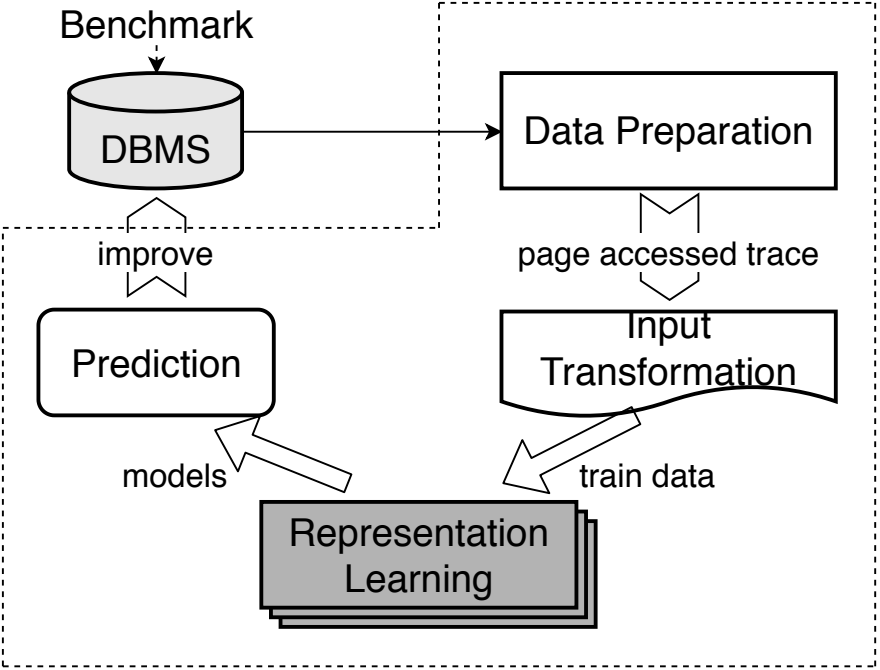 Benchmark
DBMS
Data Preparation
improve
page accessed trace
Prediction
Input
Transformation
models
train data
Representation
Learning